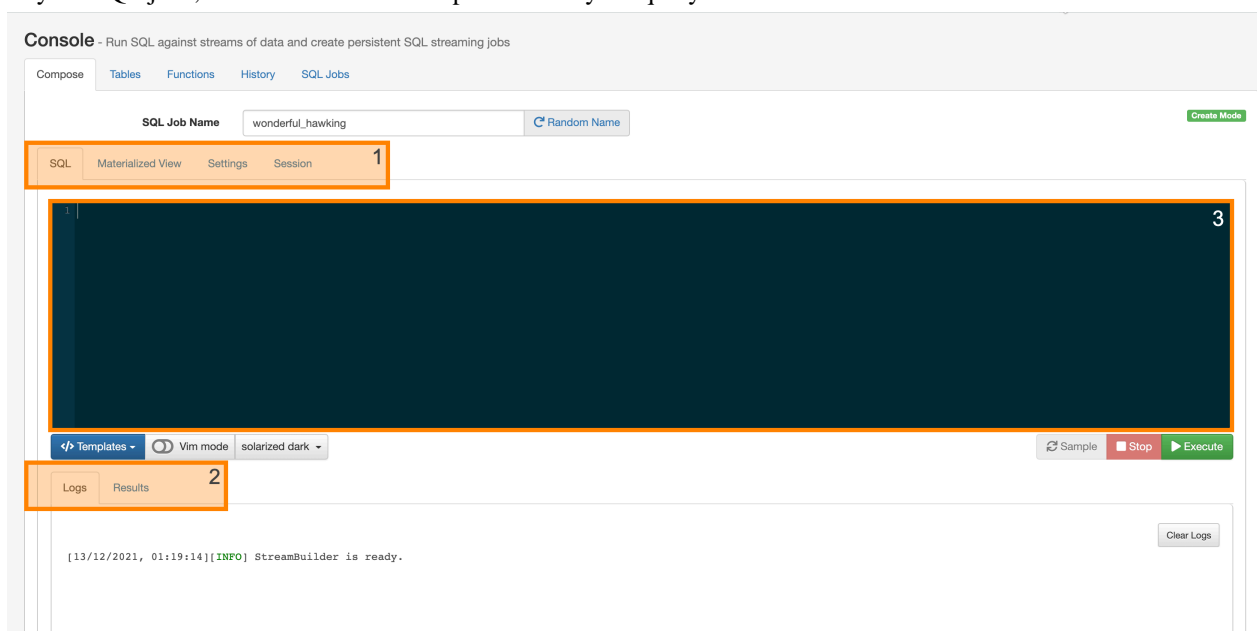 Console - Run SQL against streams of data and create persistent SQL streaming jobs
Compose Tables Functions History SQL Jobs
SQL Job Name wonderful_hawking Random Name Create Mode
SQL Materialized View Settings Session 1
1 3
</> Templates Vim mode solarized dark Sample Stop Execute
Logs Results 2
Clear Logs
[13/12/2021, 01:19:14][INFO] StreamBuilder is ready.